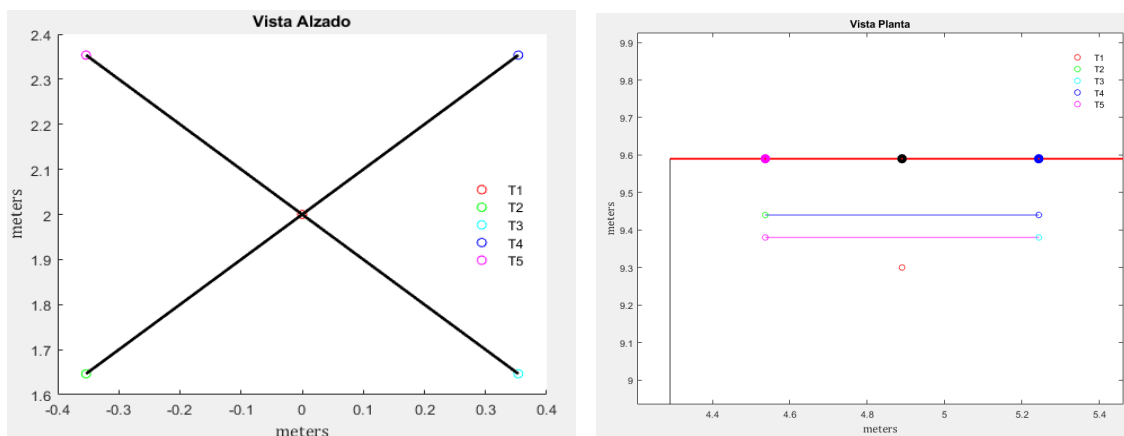 Vista Alzado
2.4
2.3
2.2
2.1
2
1.9
1.8
1.7
1.6
meters
-0.4 -0.3 -0.2 -0.1 0 0.1 0.2 0.3 0.4
meters
T1
T2
T3
T4
T5
Vista Planta
9.9
9.8
9.7
9.6
9.5
9.4
9.3
9.2
9.1
9
meters
4.4 4.6 4.8 5 5.2 5.4
meters
T1
T2
T3
T4
T5